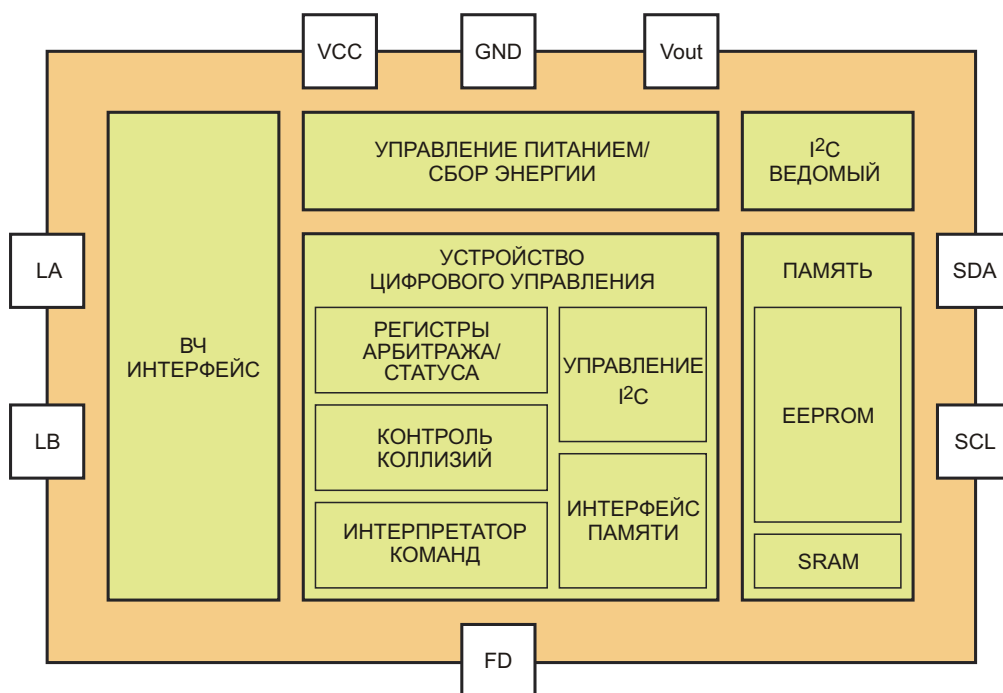 VCC
GND
Vout
УПРАВЛЕНИЕ ПИТАНИЕМ/
СБОР ЭНЕРГИИ
I²C
ВЕДОМЫЙ
LA
LB
ВЧ
ИНТЕРФЕЙС
УСТРОЙСТВО
ЦИФРОВОГО УПРАВЛЕНИЯ
РЕГИСТРЫ
АРБИТРАЖА/
СТАТУСА
КОНТРОЛЬ
КОЛЛИЗИЙ
ИНТЕРПРЕТАТОР
КОМАНД
УПРАВЛЕНИЕ
I²C
ИНТЕРФЕЙС
ПАМЯТИ
ПАМЯТЬ
EEPROM
SRAM
SDA
SCL
FD